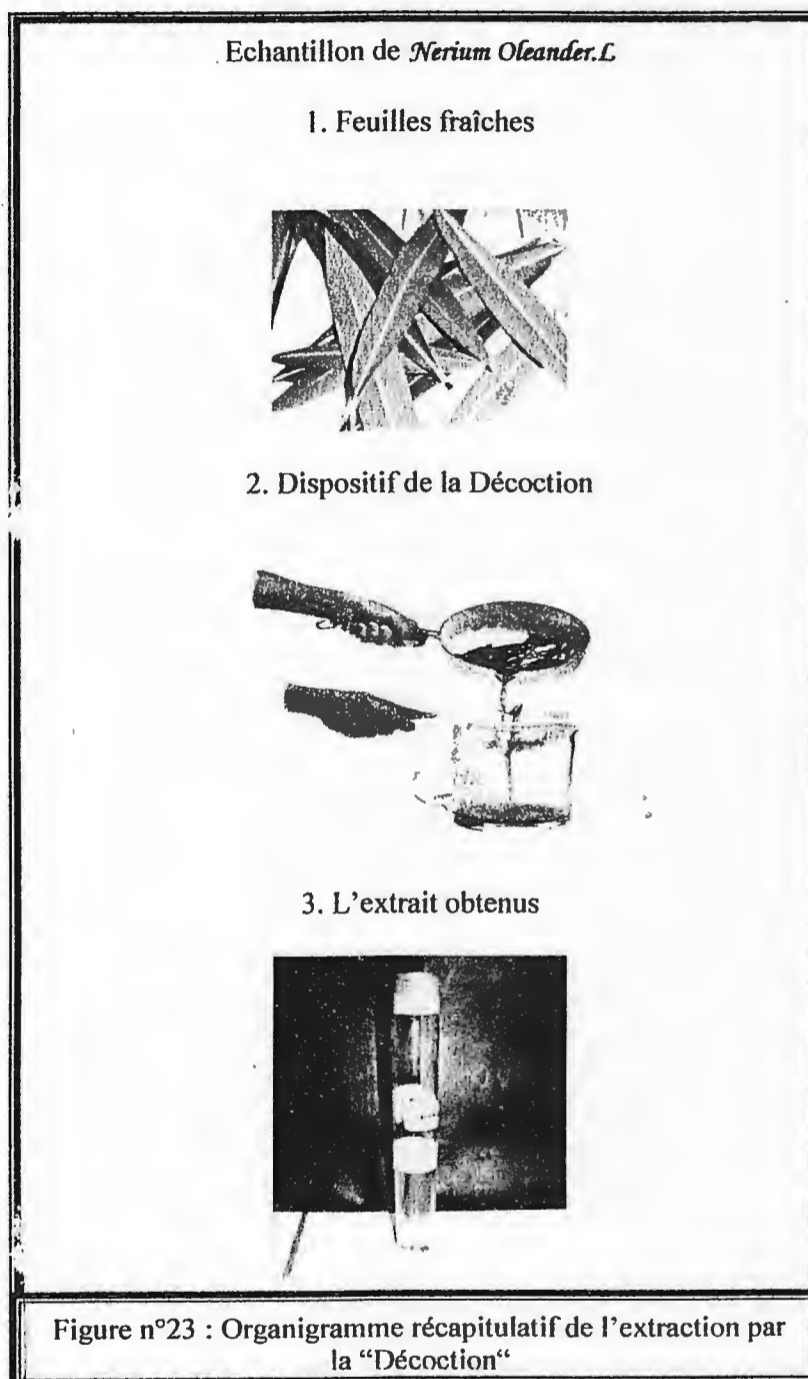 Echantillon de Nerium Oleander.L
1. Feuilles fraîches
2. Dispositif de la Décoction
3. L'extrait obtenus
Figure n°23 : Organigramme récapitulatif de l'extraction par
la “Décoction“